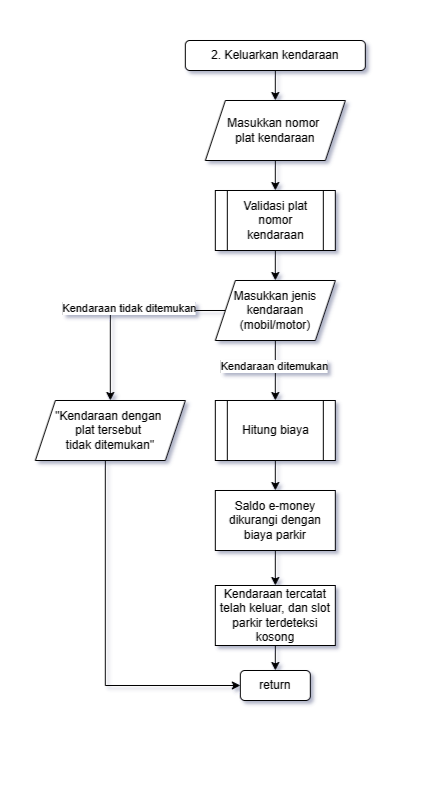 2. Keluarkan kendaraan
Masukkan nomor
plat kendaraan
Validasi plat
nomor
kendaraan
Masukkan jenis
kendaraan
(mobil/motor)
Kendaraan tidak ditemukan
Kendaraan ditemukan
"Kendaraan dengan
plat tersebut
tidak ditemukan"
Hitung biaya
Saldo e-money
dikurangi dengan
biaya parkir
Kendaraan tercatat
telah keluar, dan slot
parkir terdeteksi
kosong
return